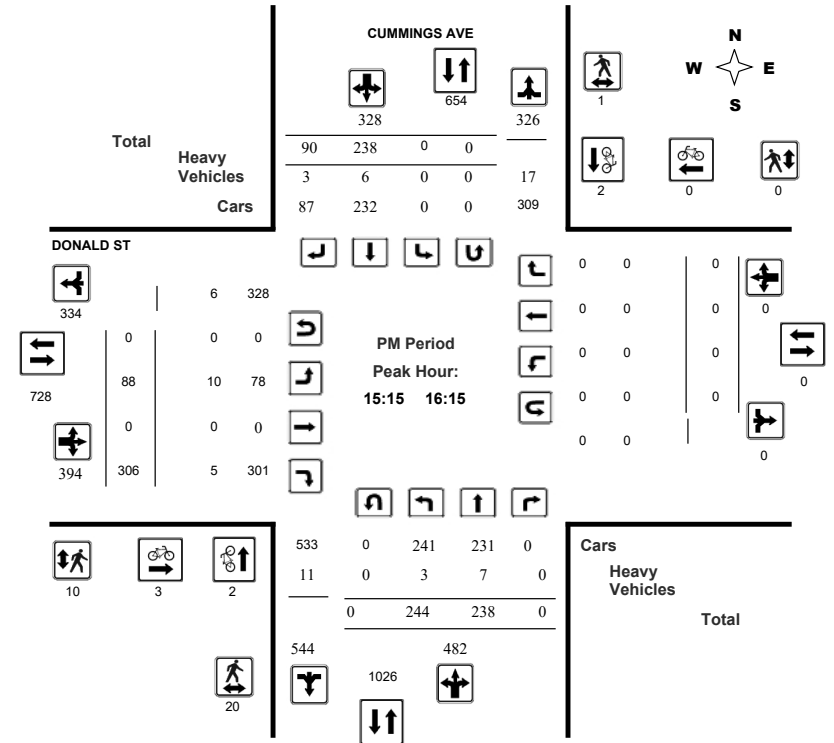 CUMMINGS AVE
N
W E
S
654
1
328 326
Total 90 238 0 0
Heavy
Vehicles 3 6 0 0 17
2 0 0
Cars 87 232 0 0 309
DONALD ST
0 0 0
334 6 328 0
0 0 0
728 0 0 0
0 0 0
0
88 10 78
PM Period
Peak Hour:
15:15 16:15
0 0 0
0 0 0
0 0
394 306 5 301
0
533 0 241 231 0 Cars
11 0 3 7 0 Heavy
Vehicles
10 3 2
0 244 238 0 Total
544 482
1026
20